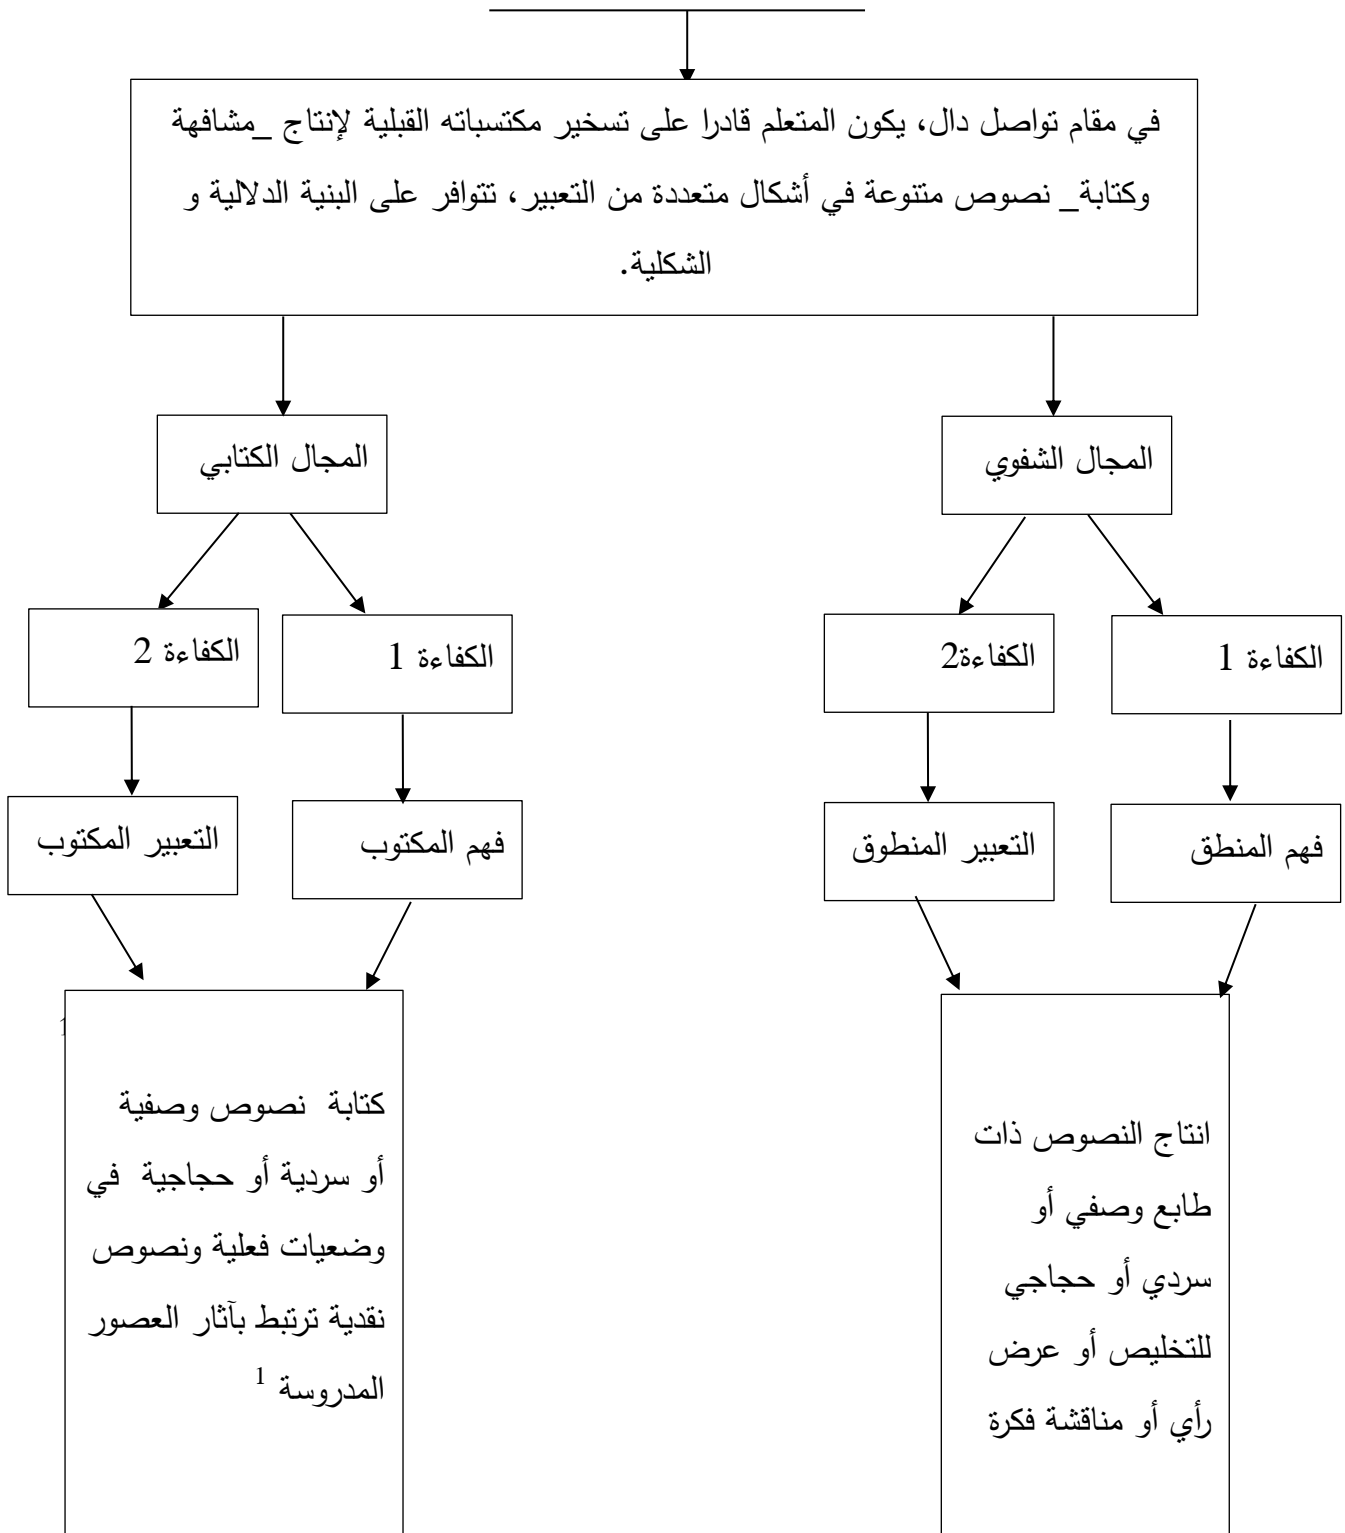 في مقام تواصل دال، يكون المتعلم قادرا على تسخير مكتسباته القبلية لإنتاج _مشافهة
وكتابة_ نصوص متنوعة في أشكال متعددة من التعبير، تتوافر على البنية الدلالية و
الشكلية.
المجال الشفوي
المجال الكتابي
الكفاءة 1
الكفاءة2
الكفاءة 1
الكفاءة 2
فهم المنطق
التعبير المنطوق
فهم المكتوب
التعبير المكتوب
انتاج النصوص ذات
طابع وصفي أو
سردي أو حجاجي
للتخليص أو عرض
رأي أو مناقشة فكرة
1
كتابة نصوص وصفية
أو سردية أو حجاجية في
وضعيات فعلية ونصوص
نقدية ترتبط بآثار العصور
المدروسة 1